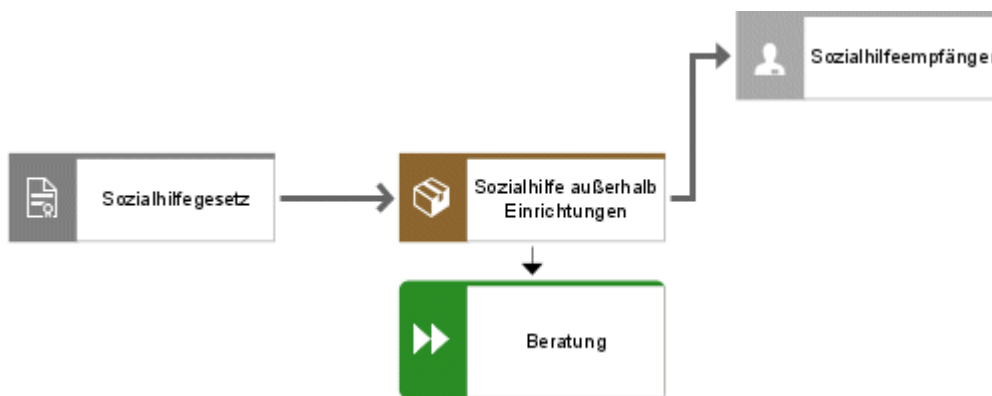 Sozialhilfeempfänger
Sozialhilfegesetz
Sozialhilfe außerhalb
Einrichtungen
Beratung